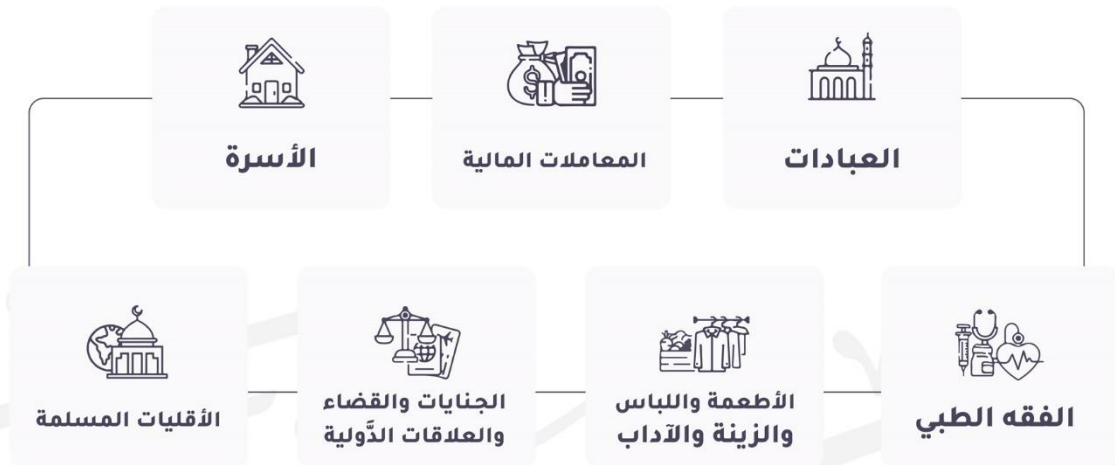 العبادات
المعاملات المالية
الأسرة
الفقه الطبي
الأطعمة واللباس
والزينة والآداب
الجنايات والقضاء
والعلاقات الدَّولية
الأقليات المسلمة